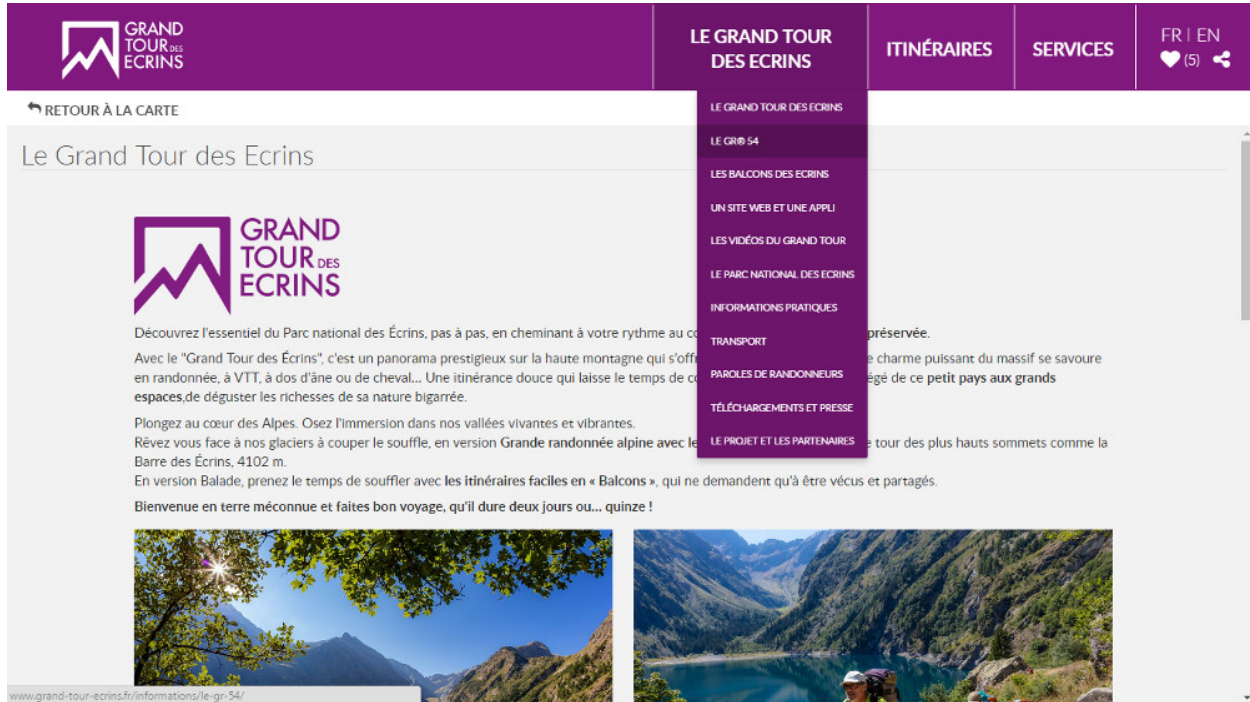 GRAND
TOUR DES
ECRINS
LE GRAND TOUR
DES ECRINS
ITINÉRAIRES
SERVICES
FR | EN
(5)
RETOUR À LA CARTE
LE GRAND TOUR DES ECRINS
LE GR® 54
LES BALCONS DES ECRINS
UN SITE WEB ET UNE APPLI
LES VIDÉOS DU GRAND TOUR
LE PARC NATIONAL DES ECRINS
INFORMATIONS PRATIQUES
TRANSPORT
PAROLES DE RANDONNEURS
TÉLÉCHARGEMENTS ET PRESSE
LE PROJET ET LES PARTENAIRES
Le Grand Tour des Ecrins
GRAND
TOUR DES
ECRINS
Découvrez l'essentiel du Parc national des Écrins, pas à pas, en cheminant à votre rythme au préservée.
Avec le "Grand Tour des Écrins", c'est un panorama prestigieux sur la haute montagne qui charme puissant du massif se savoure
en randonnée, à VTT, à dos d'âne ou de cheval... Une itinérance douce qui laisse le temps de de ce petit pays aux grands
espaces,de déguster les richesses de sa nature bigarrée.
Plongez au cœur des Alpes. Osez l'immersion dans nos vallées vivantes et vibrantes.
Rêvez vous face à nos glaciers à couper le souffle, en version Grande randonnée alpine avec tour des plus hauts sommets comme la
Barre des Écrins, 4102 m.
En version Balade, prenez le temps de souffler avec les itinéraires faciles en « Balcons », qui ne demandent qu'à être vécus et partagés.
Bienvenue en terre méconnue et faites bon voyage, qu'il dure deux jours ou... quinze !
www.grand-tour-ecrins.fr/informations/le-gr-54/